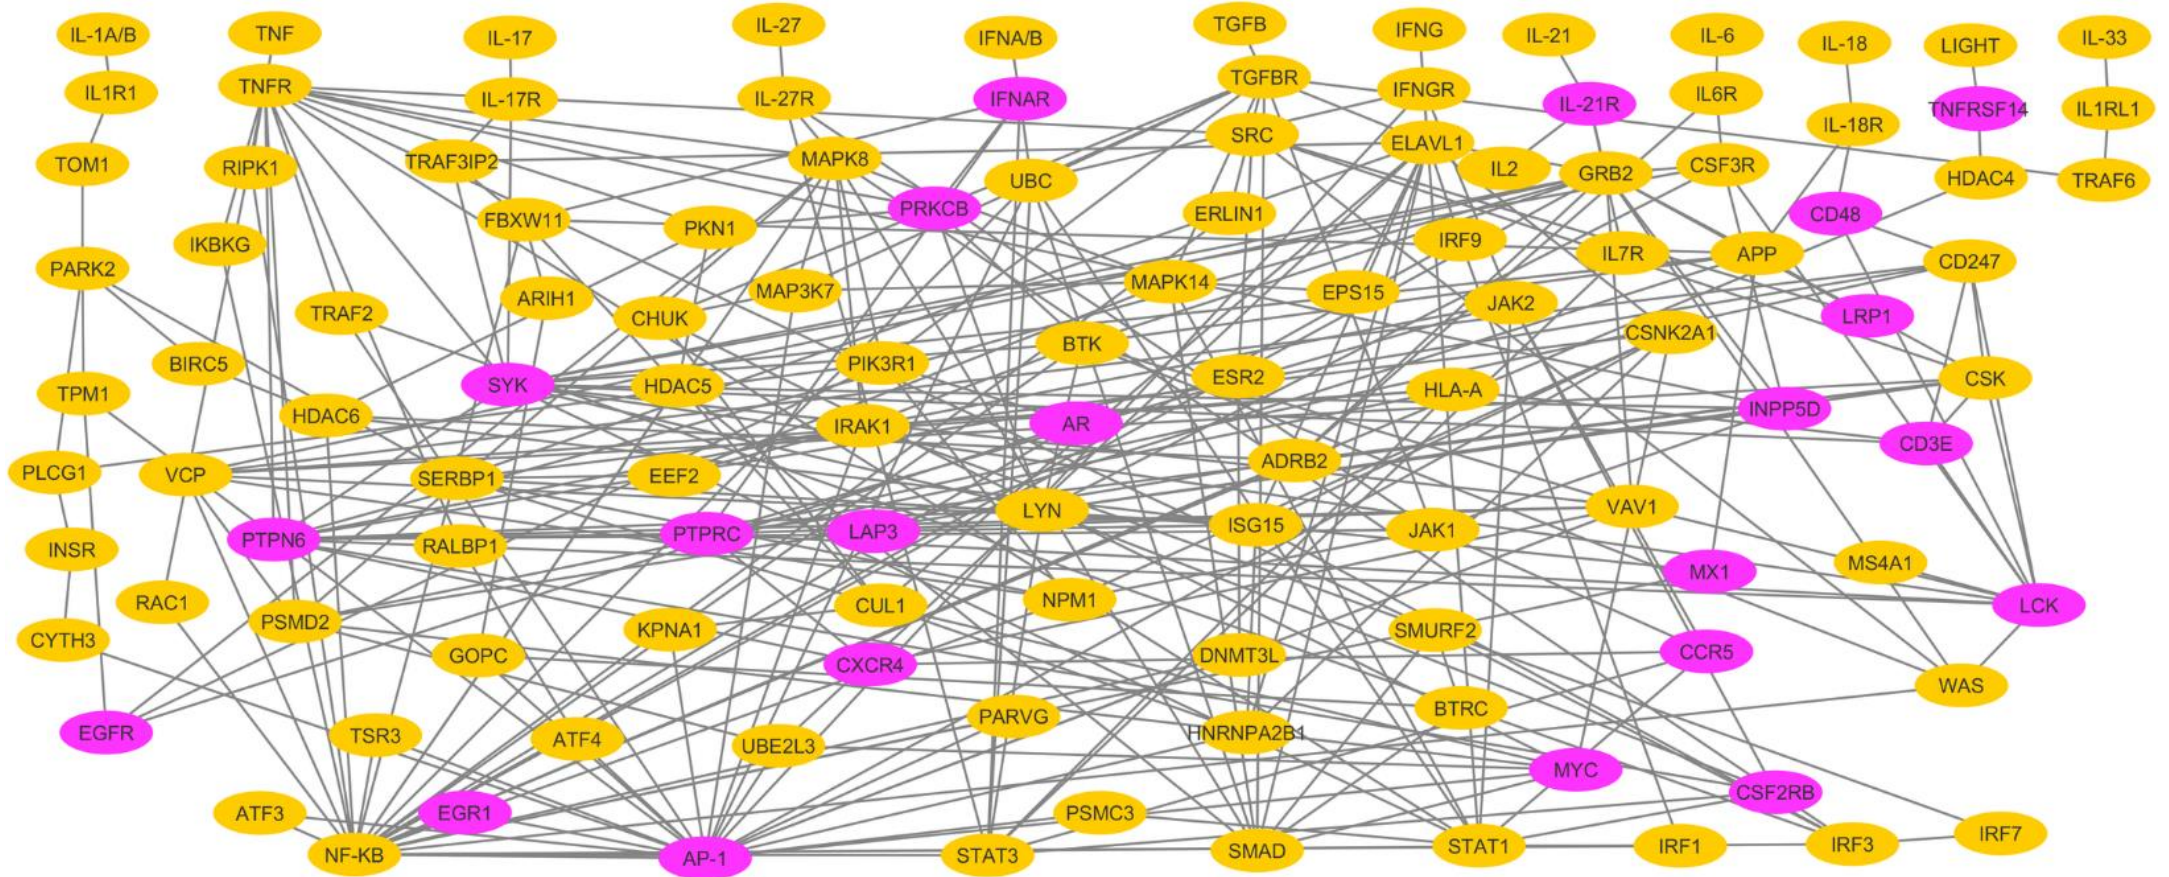 IL-1A/B
TNF
IL-17
IL-27
IFNA/B
TGFB
IFNG
IL-21
IL-6
IL-18
LIGHT
IL-33
IL1R1
TNFR
IL-17R
IL-27R
IFNAR
TGFBR
IFNGR
IL-21R
IL6R
IL-18R
TNFRSF14
IL1RL1
TOM1
RIPK1
TRAF3IP2
MAPK8
UBC
SRC
ELAVL1
IL2
GRB2
CSF3R
HDAC4
TRAF6
PRKCB
ERLIN1
CD48
IKBKG
FBXW11
PKN1
IRF9
IL7R
APP
CD247
PARK2
TRAF2
ARIH1
CHUK
MAP3K7
MAPK14
EPS15
JAK2
LRP1
CSNK2A1
BIRC5
BTK
PIK3R1
ESR2
HLA-A
CSK
TPM1
HDAC6
SYK
HDAC5
IRAK1
AR
INPP5D
CD3E
PLCG1
VCP
SERBP1
EEF2
ADRB2
LYN
ISG15
JAK1
VAV1
INSR
PTPN6
RALBP1
PTPRC
LAP3
MX1
MS4A1
LCK
RAC1
PSMD2
CUL1
NPM1
CYTH3
KPNA1
SMURF2
GOPC
CXCR4
DNMT3L
CCR5
WAS
EGFR
TSR3
ATF4
UBE2L3
PARVG
HNRNPA2B1
BTRC
MYC
CSF2RB
ATF3
EGR1
PSMC3
NF-KB
AP-1
STAT3
SMAD
STAT1
IRF1
IRF3
IRF7